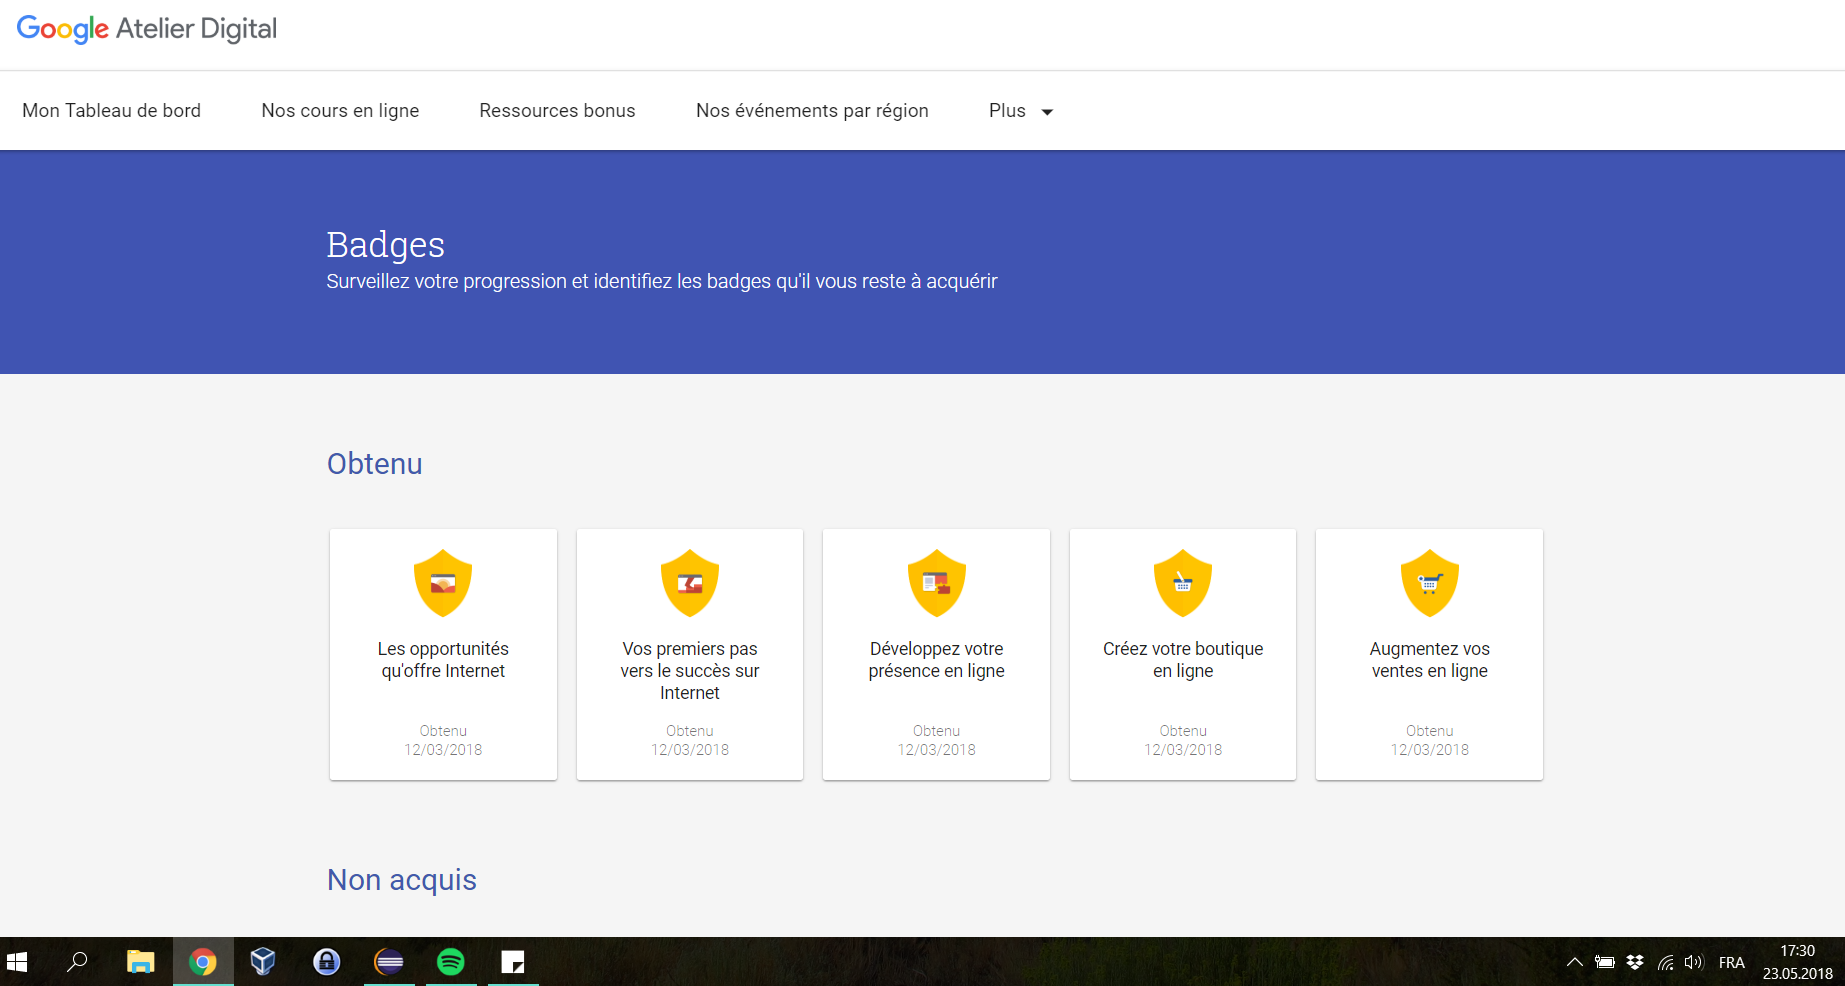 Google Atelier Digital
Mon Tableau de bord
Nos cours en ligne
Ressources bonus
Nos événements par région
Plus
Badges
Surveillez votre progression et identifiez les badges qu'il vous reste à acquérir
Obtenu
Les opportunités
qu'offre Internet
Obtenu
12/03/2018
Vos premiers pas
vers le succès sur
Internet
Obtenu
12/03/2018
Développez votre
présence en ligne
Obtenu
12/03/2018
Créez votre boutique
en ligne
Obtenu
12/03/2018
Augmentez vos
ventes en ligne
Obtenu
12/03/2018
Non acquis
FRA
17:30
23.05.2018